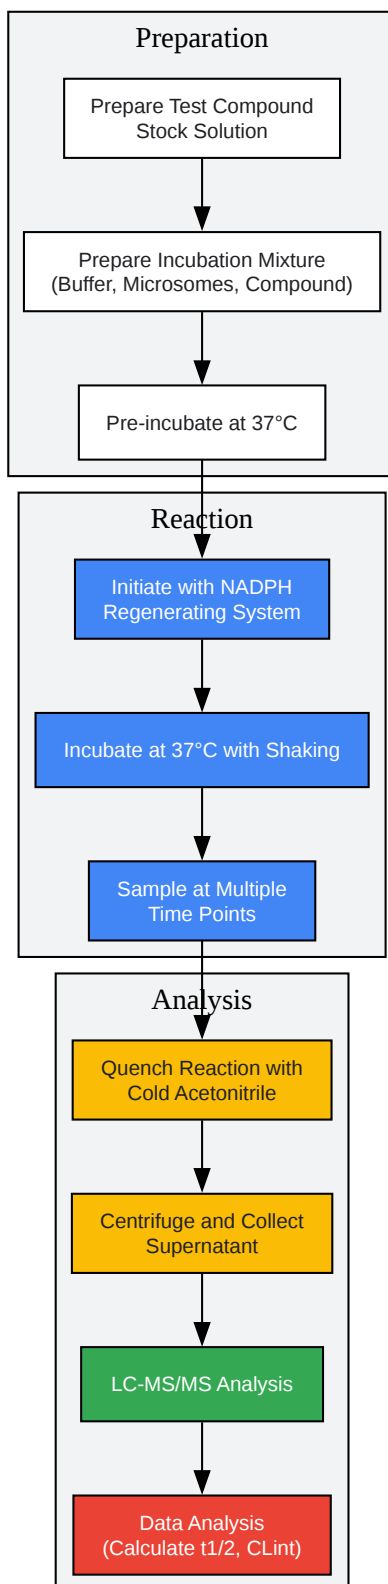 Preparation
Prepare Test Compound
Stock Solution
Prepare Incubation Mixture
(Buffer, Microsomes, Compound)
Pre-incubate at 37°C
Reaction
Initiate with NADPH
Regenerating System
Incubate at 37°C with Shaking
Sample at Multiple
Time Points
Analysis
Quench Reaction with
Cold Acetonitrile
Centrifuge and Collect
Supernatant
LC-MS/MS Analysis
Data Analysis
(Calculate t1/2, CLint)